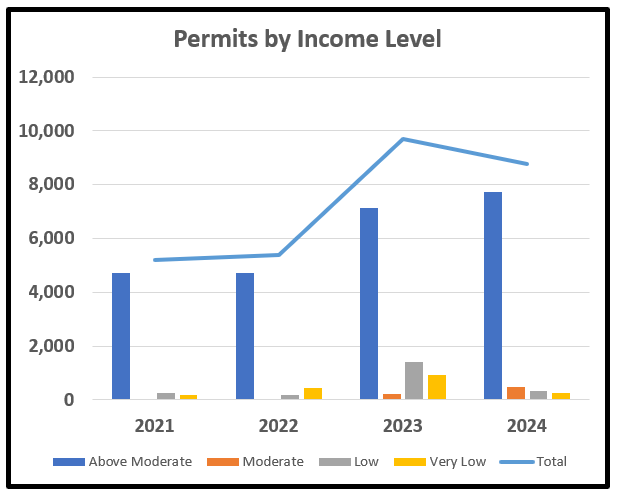 Permits by Income Level
12,000
10,000
8,000
6,000
4,000
2,000
0
2021 2022 2023 2024
Above Moderate Moderate Low Very Low Total